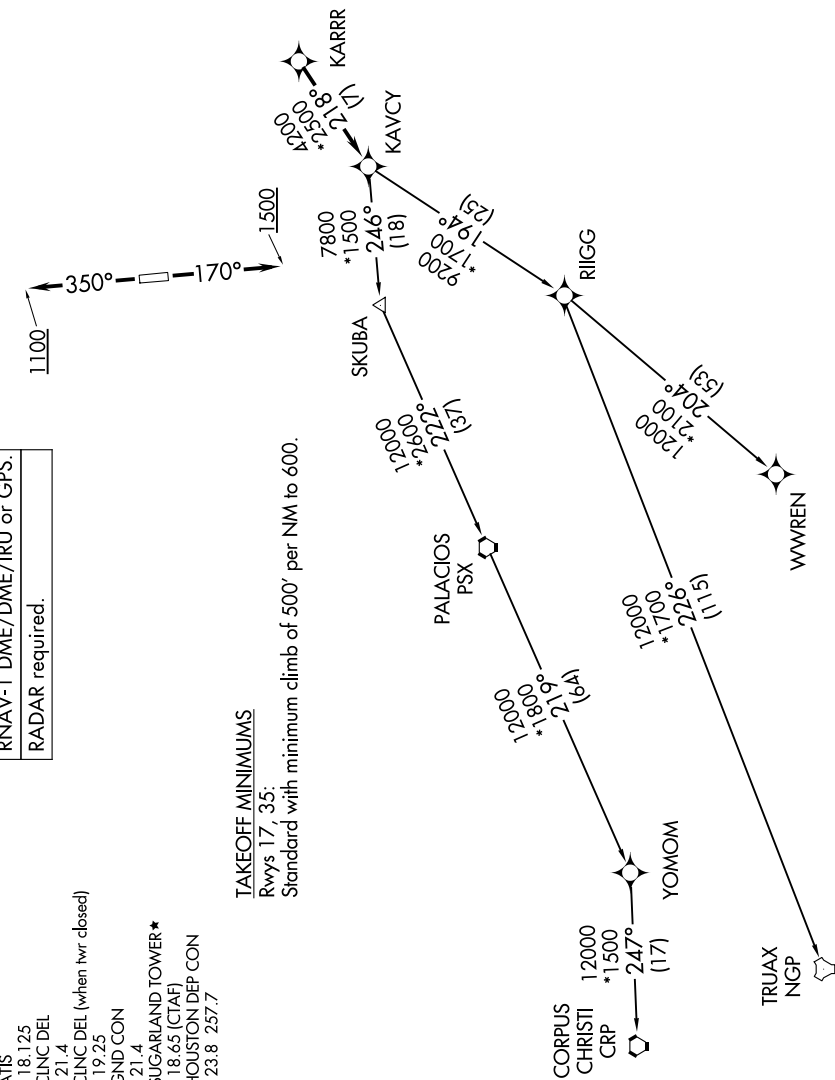 RNAV-1 DME/DME/IRU or GPS.
RADAR required.
ATIS
18.125
CLNC DEL
21.4
CLNC DEL (when twr closed)
19.25
GND CON
21.4
SUGARLAND TOWER★
18.65 (CTAF)
HOUSTON DEP CON
23.8 257.7
TAKEOFF MINIMUMS
Rwys 17, 35:
Standard with minimum climb of 500' per NM to 600.
1100
350°
170°
1500
KARRR
4200
*2500
218°
(7)
KAVCY
7800
*1500
246°
(18)
SKUBA
9200
*1700
194°
(25)
RIIGG
12000
*2600
222°
(37)
PALACIOS
PSX
12000
*2100
204°
(53)
WWREN
12000
*1800
219°
(64)
YOMOM
12000
*1700
226°
(115)
TRUAX
NGP
12000
*1500
247°
(17)
CORPUS
CHRISTI
CRP